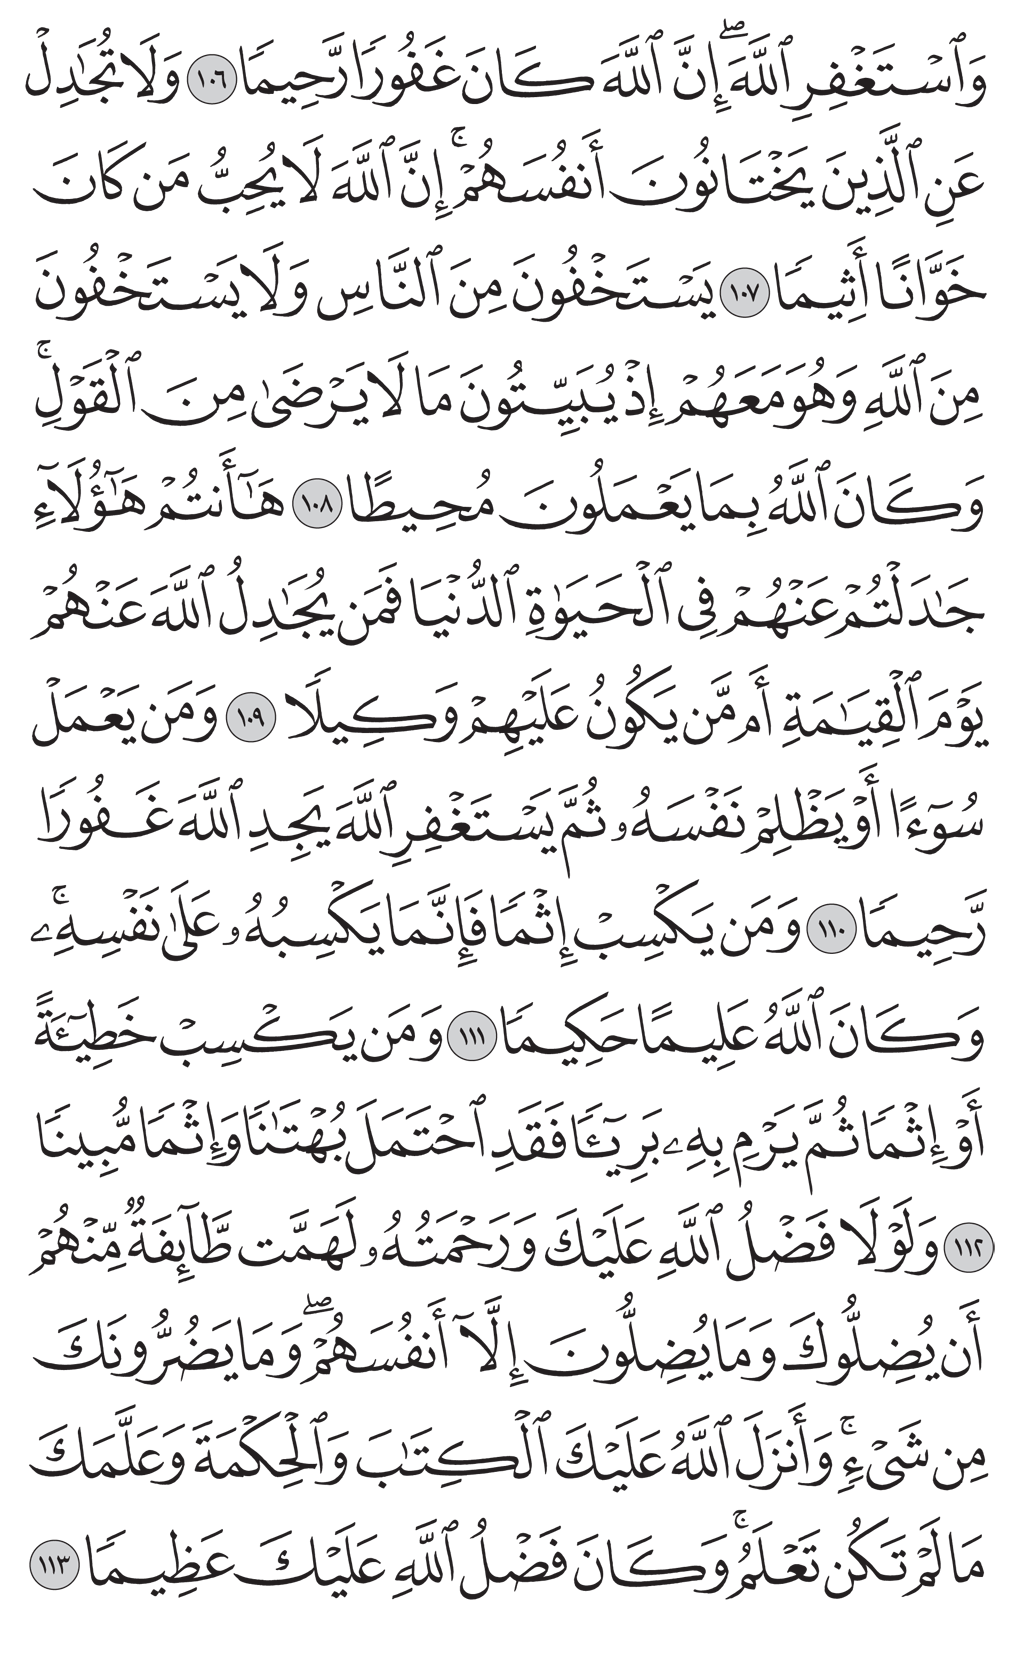 وَٱسۡتَغۡفِرِ ٱللَّهَۖ إِنَّ ٱللَّهَ كَانَ غَفُورٗا رَّحِيمٗا ١٠٦ وَلَا تُجَٰدِلۡ
عَنِ ٱلَّذِينَ يَخۡتَانُونَ أَنفُسَهُمۡۚ إِنَّ ٱللَّهَ لَا يُحِبُّ مَن كَانَ
خَوَّانًا أَثِيمٗا ١٠٧ يَسۡتَخۡفُونَ مِنَ ٱلنَّاسِ وَلَا يَسۡتَخۡفُونَ
مِنَ ٱللَّهِ وَهُوَ مَعَهُمۡ إِذۡ يُبَيِّتُونَ مَا لَا يَرۡضَىٰ مِنَ ٱلۡقَوۡلِۚ
وَكَانَ ٱللَّهُ بِمَا يَعۡمَلُونَ مُحِيطًا ١٠٨ هَٰٓأَنتُمۡ هَٰٓؤُلَآءِ
جَٰدَلۡتُمۡ عَنۡهُمۡ فِي ٱلۡحَيَوٰةِ ٱلدُّنۡيَا فَمَن يُجَٰدِلُ ٱللَّهَ عَنۡهُمۡ
يَوۡمَ ٱلۡقِيَٰمَةِ أَم مَّن يَكُونُ عَلَيۡهِمۡ وَكِيلٗا ١٠٩ وَمَن يَعۡمَلۡ
سُوٓءًا أَوۡ يَظۡلِمۡ نَفۡسَهُۥ ثُمَّ يَسۡتَغۡفِرِ ٱللَّهَ يَجِدِ ٱللَّهَ غَفُورٗا
رَّحِيمٗا ١١٠ وَمَن يَكۡسِبۡ إِثۡمٗا فَإِنَّمَا يَكۡسِبُهُۥ عَلَىٰ نَفۡسِهِۦۚ
وَكَانَ ٱللَّهُ عَلِيمًا حَكِيمٗا ١١١ وَمَن يَكۡسِبۡ خَطِيٓـَٔةً
أَوۡ إِثۡمٗا ثُمَّ يَرۡمِ بِهِۦ بَرِيٓـٔٗا فَقَدِ ٱحۡتَمَلَ بُهۡتَٰنٗا وَإِثۡمٗا مُّبِينٗا
١١٢ وَلَوۡلَا فَضۡلُ ٱللَّهِ عَلَيۡكَ وَرَحۡمَتُهُۥ لَهَمَّت طَّآئِفَةٞ مِّنۡهُمۡ
أَن يُضِلُّوكَ وَمَا يُضِلُّونَ إِلَّآ أَنفُسَهُمۡۖ وَمَا يَضُرُّونَكَ
مِن شَيۡءٖۚ وَأَنزَلَ ٱللَّهُ عَلَيۡكَ ٱلۡكِتَٰبَ وَٱلۡحِكۡمَةَ وَعَلَّمَكَ
مَا لَمۡ تَكُن تَعۡلَمُۚ وَكَانَ فَضۡلُ ٱللَّهِ عَلَيۡكَ عَظِيمٗا ١١٣